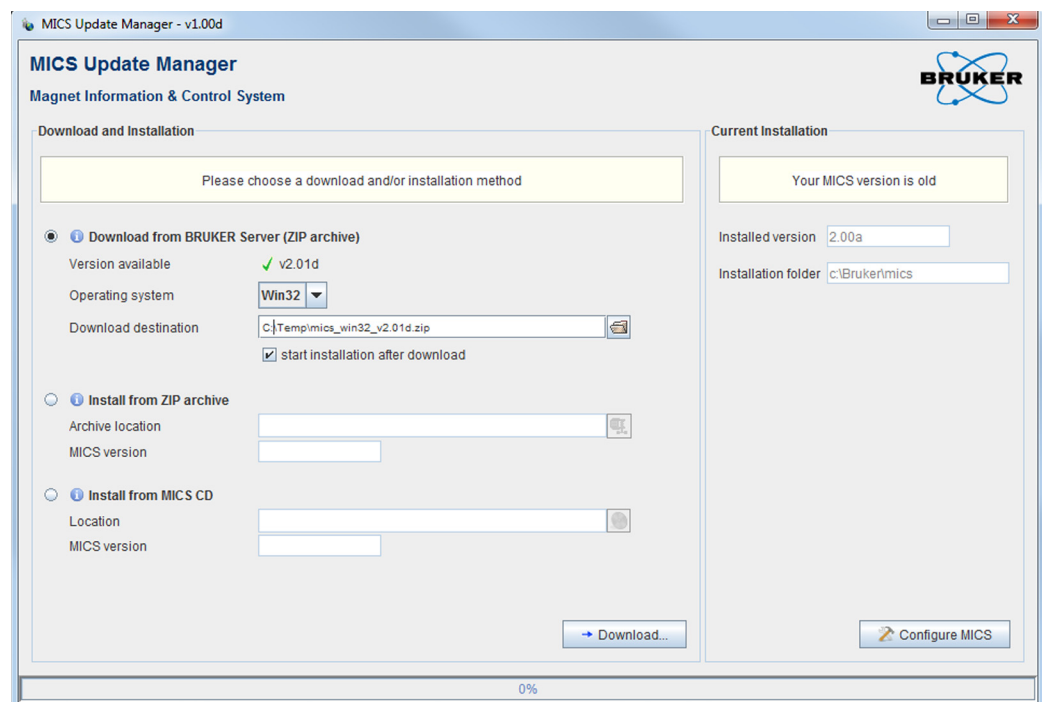 MICS Update Manager - v1.00d
MICS Update Manager
Magnet Information & Control System
BRUKER
Download and Installation
Please choose a download and/or installation method
Download from BRUKER Server (ZIP archive)
Version available v2.01d
Operating system Win32
Download destination C:\Temp\mics_win32_v2.01d.zip
start installation after download
Install from ZIP archive
Archive location
MICS version
Install from MICS CD
Location
MICS version
Download...
Current Installation
Your MICS version is old
Installed version 2.00a
Installation folder c:\Bruker\mics
Configure MICS
0%